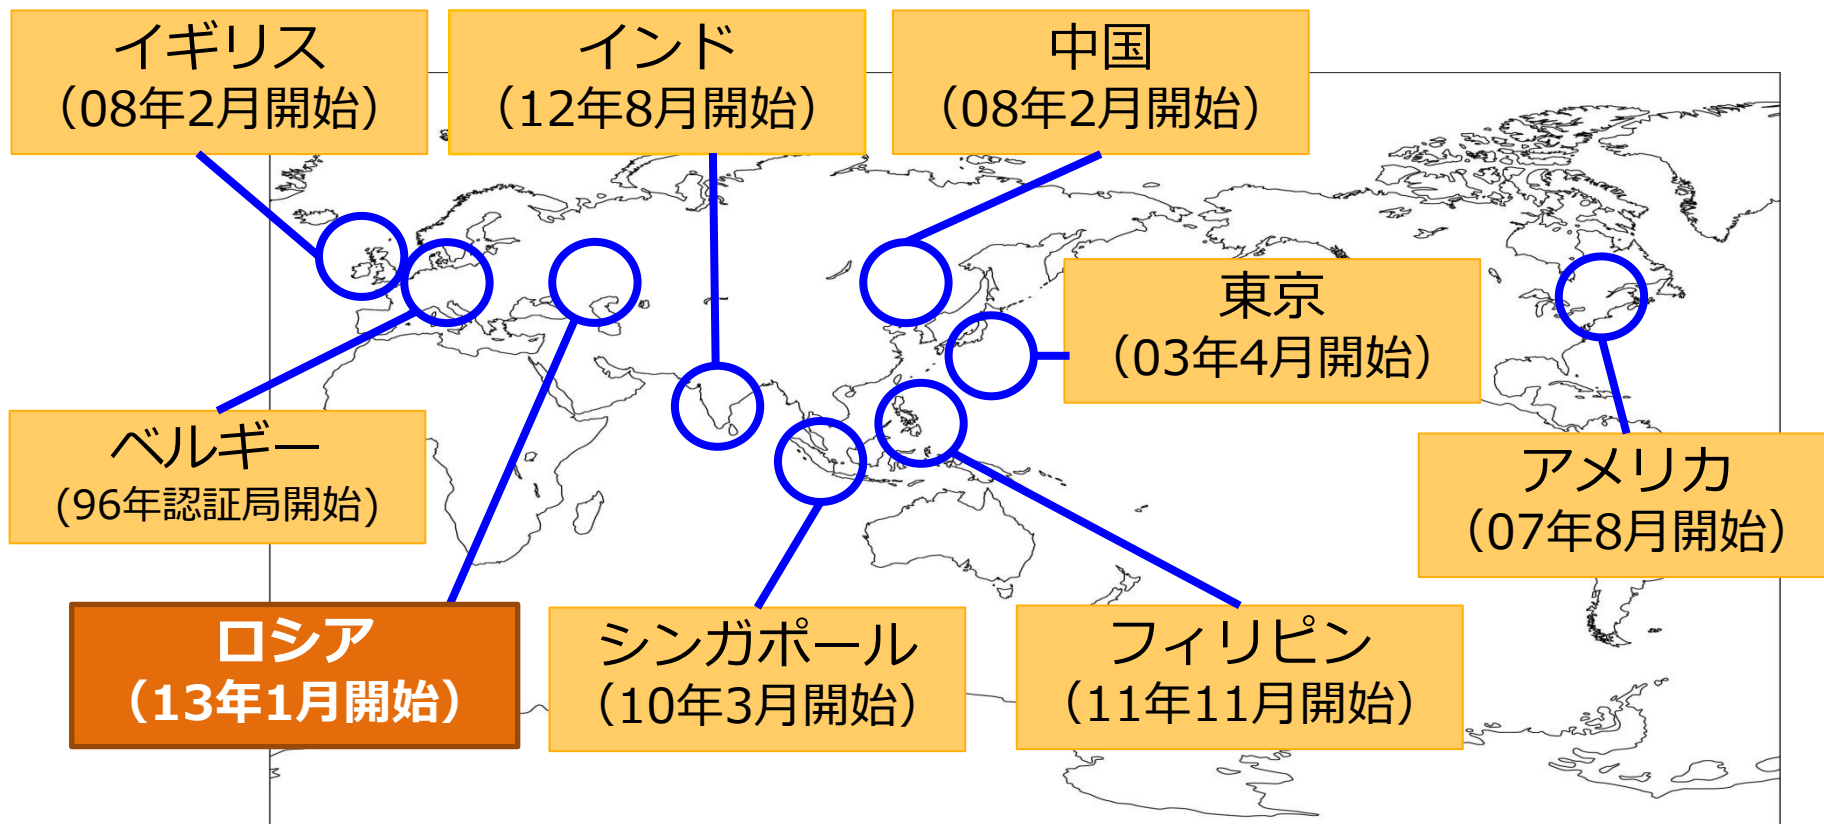 イギリス
（08年2月開始）
インド
（12年8月開始）
中国
（08年2月開始）
東京
（03年4月開始）
ベルギー
(96年認証局開始)
アメリカ
（07年8月開始）
ロシア
（13年1月開始）
シンガポール
（10年3月開始）
フィリピン
（11年11月開始）